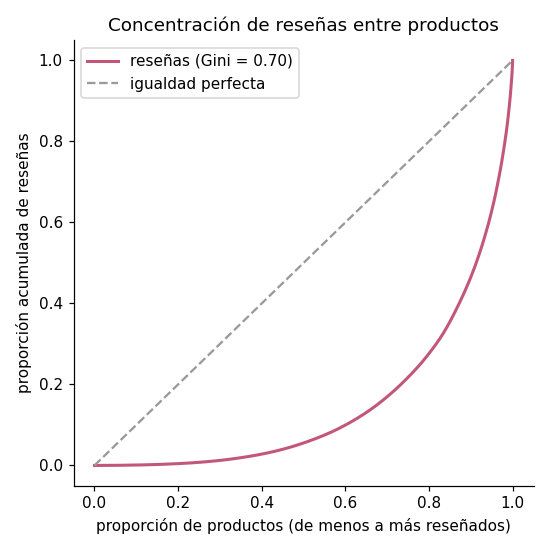 Concentración de reseñas entre productos
reseñas (Gini = 0.70)
igualdad perfecta
proporción acumulada de reseñas
1.0
0.8
0.6
0.4
0.2
0.0
0.0 0.2 0.4 0.6 0.8 1.0
proporción de productos (de menos a más reseñados)